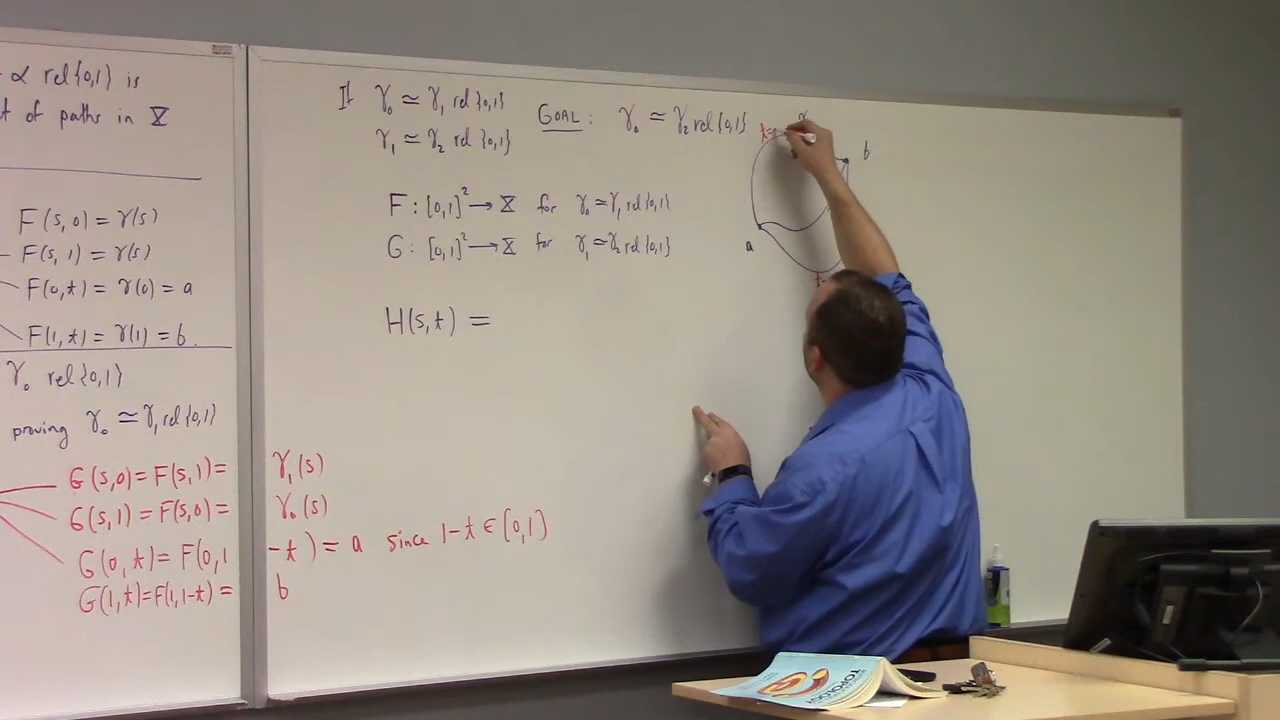 α rel{0,1} is
t of paths in X
F(s,0) = γ(s)
F(s,1) = γ(s)
F(0,t) = γ(0) = a
F(1,t) = γ(1) = b.
γ₀ rel{0,1}
proving γ₀ ≃ γ₁ rel{0,1}
G(s,0) = F(s,1) = γ₁(s)
G(s,1) = F(s,0) = γ₀(s)
G(0,t) = F(0,1-t) = a since 1-t ∈ [0,1]
G(1,t) = F(1,1-t) = b
If γ₀ ≃ γ₁ rel{0,1}
γ₁ ≃ γ₂ rel{0,1}
GOAL: γ₀ ≃ γ₂ rel{0,1}
F: [0,1]² → X for γ₀ ≃ γ₁ rel{0,1}
G: [0,1]² → X for γ₁ ≃ γ₂ rel{0,1}
H(s,t) =
t=
b
a
TOPOLOGY